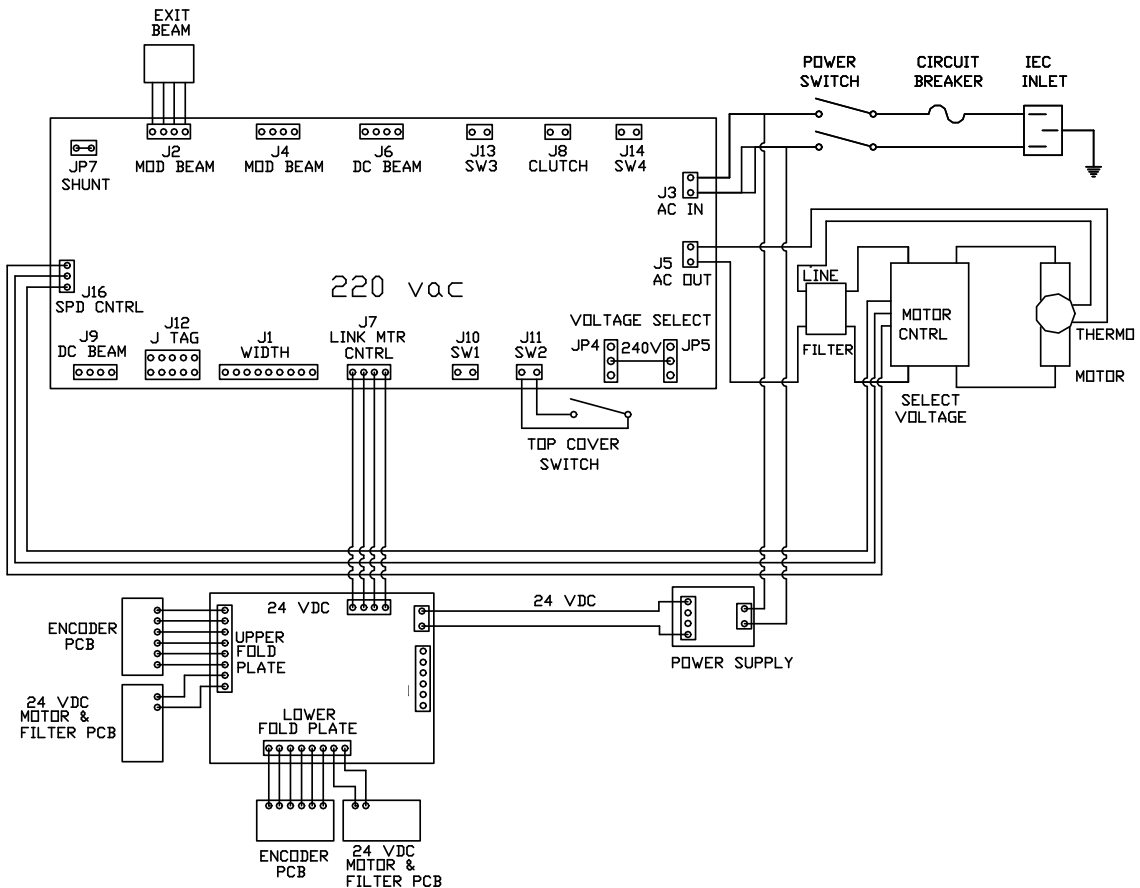 EXIT
BEAM
POWER
SWITCH
CIRCUIT
BREAKER
IEC
INLET
JP7
SHUNT
J2
MOD BEAM
J4
MOD BEAM
J6
DC BEAM
J13
SW3
J8
CLUTCH
J14
SW4
J3
AC IN
J5
AC OUT
J16
SPD CNTRL
220 vac
LINE
FILTER
MOTOR
CNTRL
THERMO
MOTOR
SELECT
VOLTAGE
J9
DC BEAM
J12
J TAG
J1
WIDTH
J7
LINK MTR
CNTRL
J10
SW1
J11
SW2
VOLTAGE SELECT
JP4
240V
JP5
TOP COVER
SWITCH
24 VDC
24 VDC
ENCODER
PCB
UPPER
FOLD
PLATE
POWER SUPPLY
24 VDC
MOTOR &
FILTER PCB
LOWER
FOLD PLATE
ENCODER
PCB
24 VDC
MOTOR &
FILTER PCB